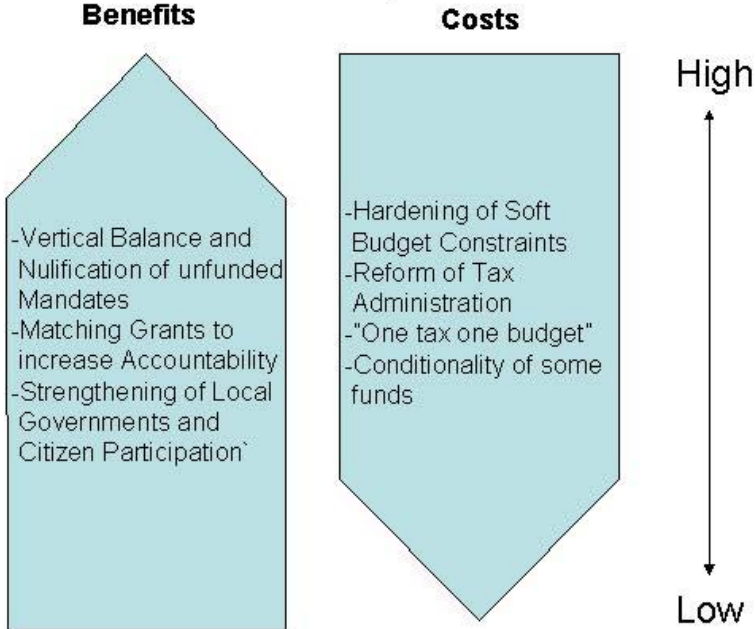 Benefits
-Vertical Balance and
Nulification of unfunded
Mandates
-Matching Grants to
increase Accountability
-Strengthening of Local
Governments and
Citizen Participation`
Costs
-Hardening of Soft
Budget Constraints
-Reform of Tax
Administration
-"One tax one budget"
-Conditionality of some
funds
High
Low